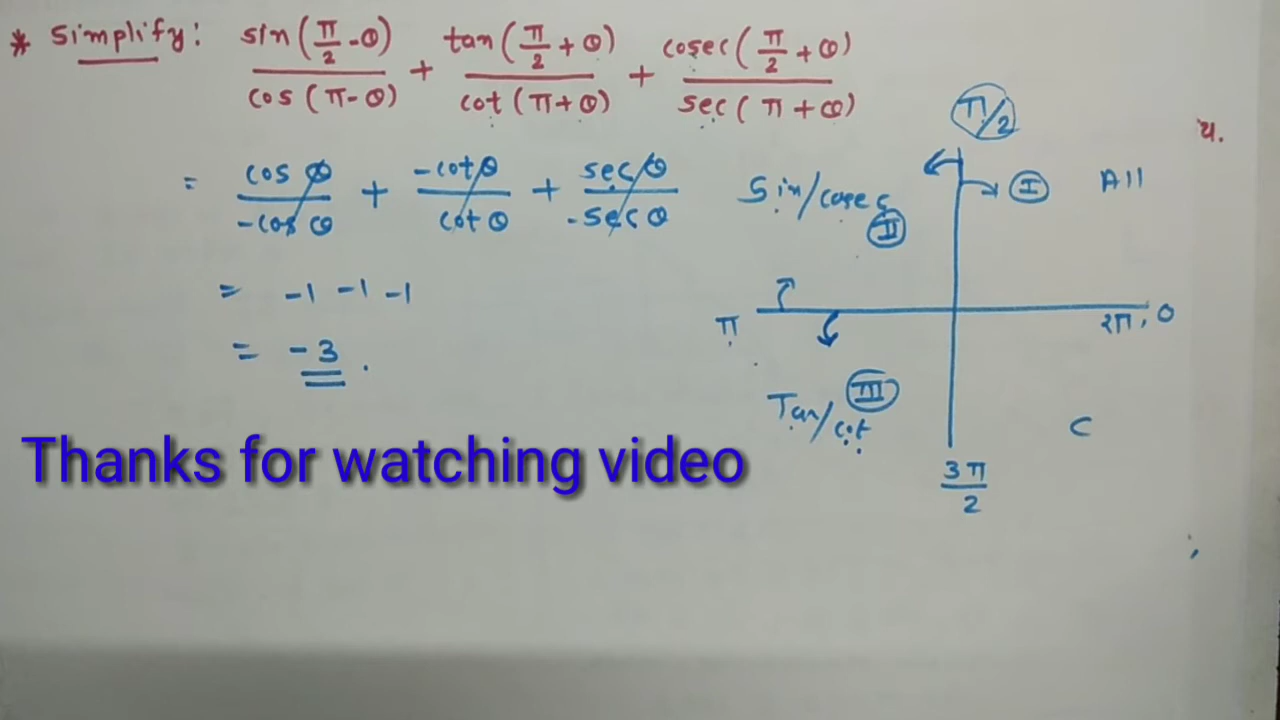 * Simplify: sin(π/2 - θ)/cos(π - θ) + tan(π/2 + θ)/cot(π + θ) + cosec(π/2 + θ)/sec(π + θ)
= cos θ/-cos θ + -cot θ/cot θ + sec θ/-sec θ
= -1 -1 -1
= -3.
π/2
I
All
Sin/cosec
II
π
2π, 0
III
Tan/cot
C
3π/2
Thanks for watching video